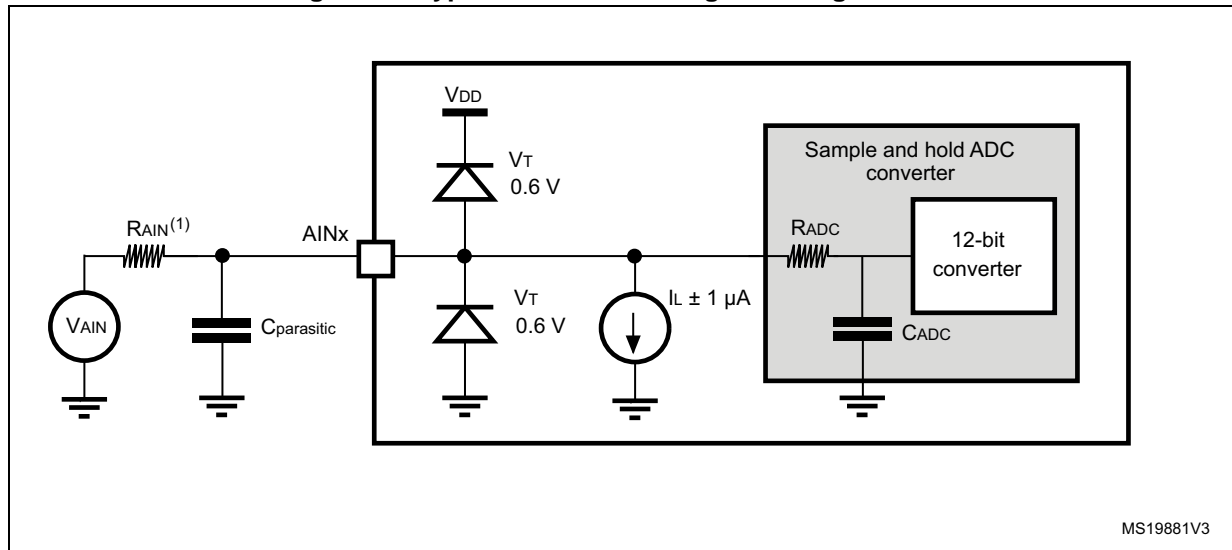 VDD
Sample and hold ADC
converter
VT
0.6 V
RAIN(1)
AINx
RADC
12-bit
converter
VT
0.6 V
IL ± 1 µA
VAIN
Cparasitic
CADC
MS19881V3